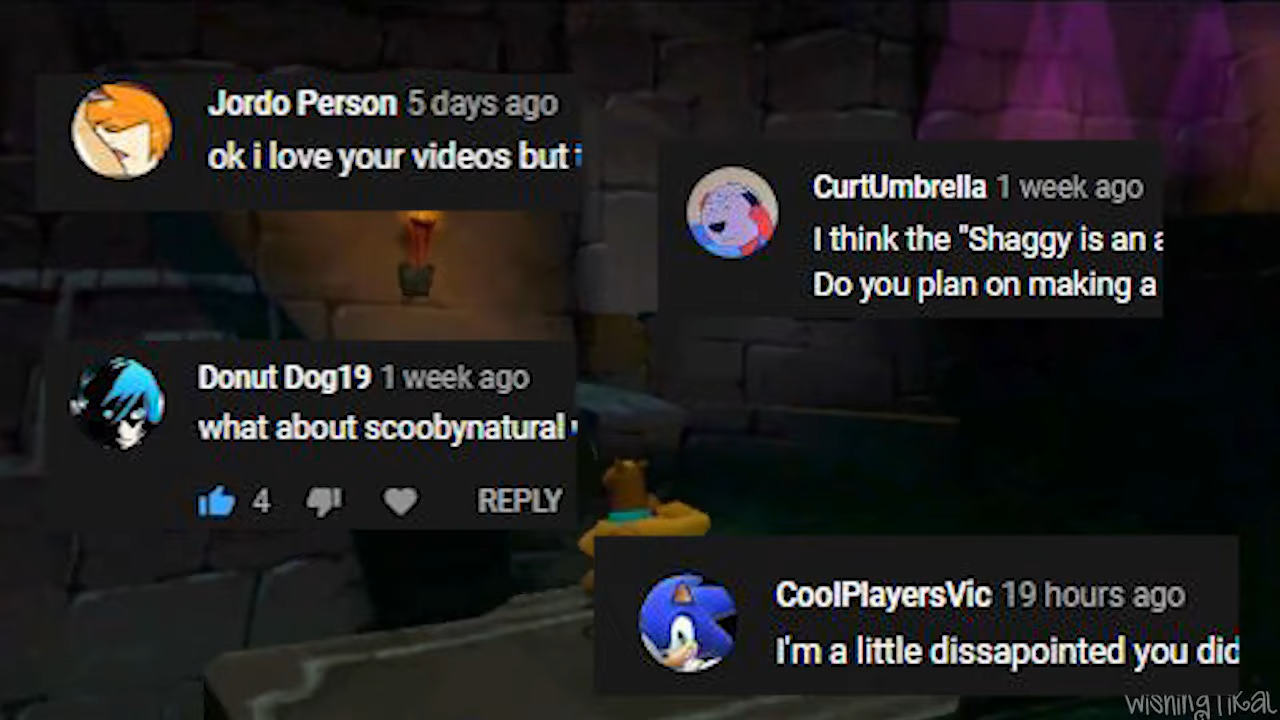 Jordo Person 5 days ago
ok i love your videos but
CurtUmbrella 1 week ago
I think the "Shaggy is an a
Do you plan on making a
Donut Dog19 1 week ago
what about scoobynatural
4 REPLY
CoolPlayersVic 19 hours ago
I'm a little dissapointed you did
wishingtikal